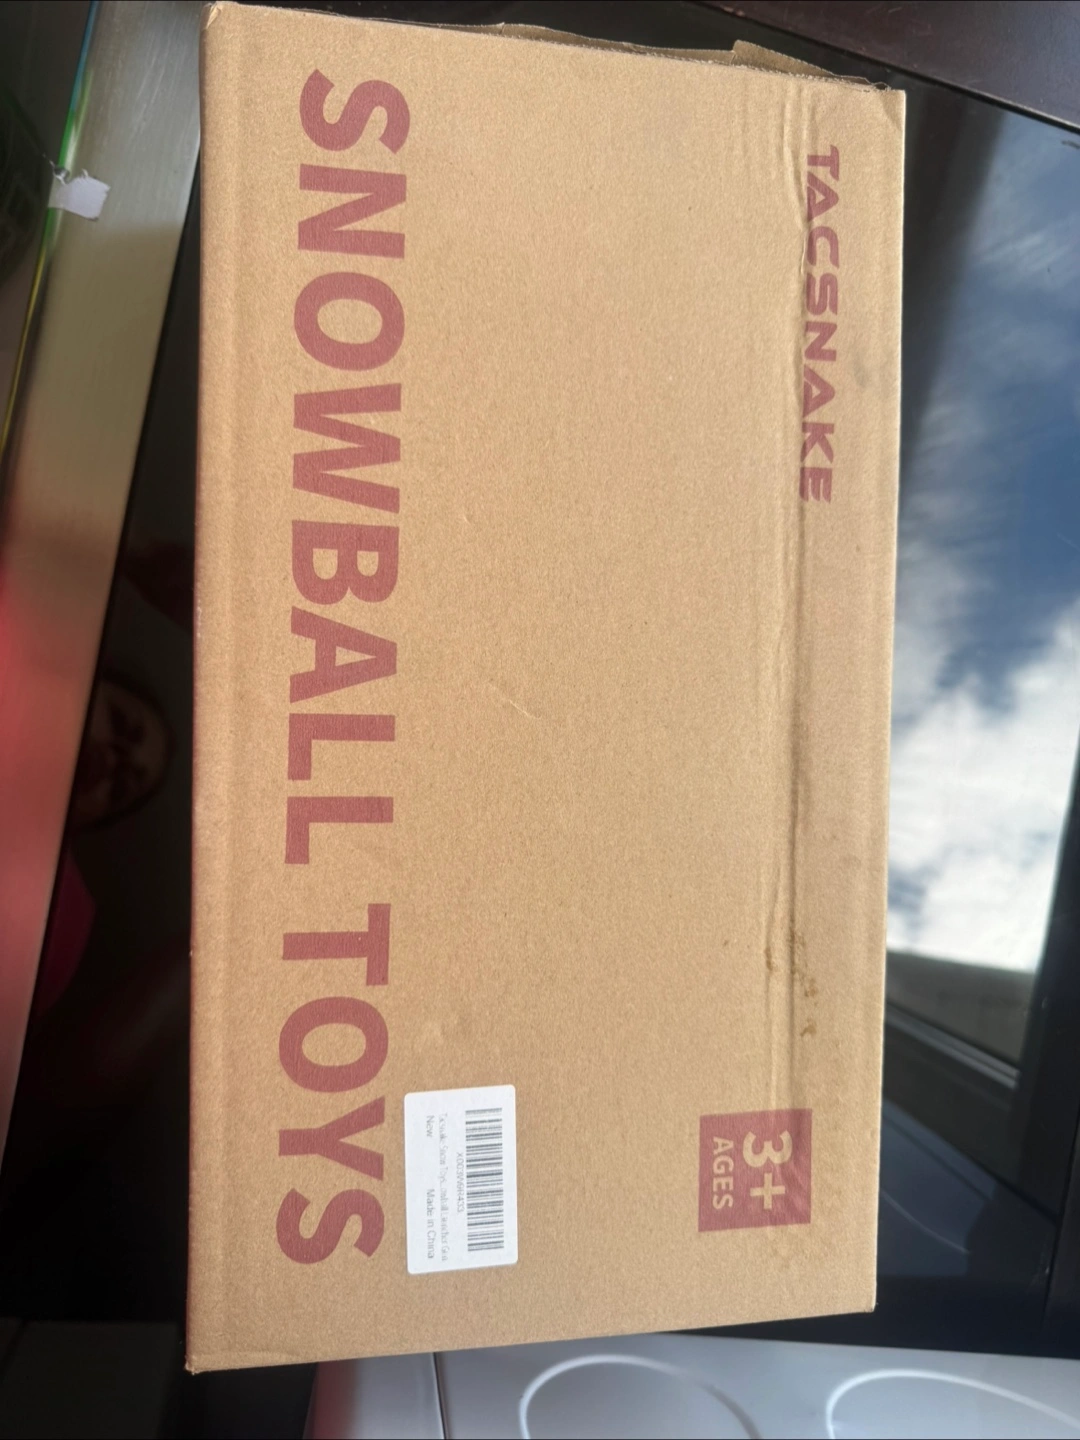 TACSNAKE
3+
AGES
SNOWBALL TOYS
New
Made in China